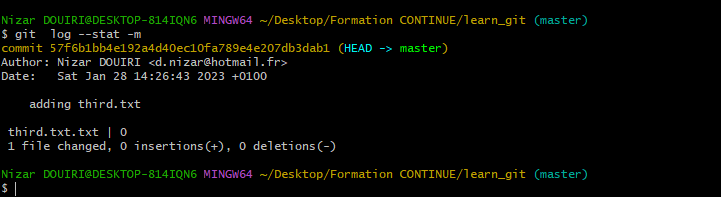 Nizar DOUIRI@DESKTOP-814IQN6 MINGW64 ~/Desktop/Formation CONTINUE/learn_git (master)
$ git  log --stat -m
commit 57f6b1bb4e192a4d40ec10fa789e4e207db3dab1 (HEAD -> master)
Author: Nizar DOUIRI <d.nizar@hotmail.fr>
Date:   Sat Jan 28 14:26:43 2023 +0100
    adding third.txt
 third.txt.txt | 0
 1 file changed, 0 insertions(+), 0 deletions(-)
Nizar DOUIRI@DESKTOP-814IQN6 MINGW64 ~/Desktop/Formation CONTINUE/learn_git (master)
$